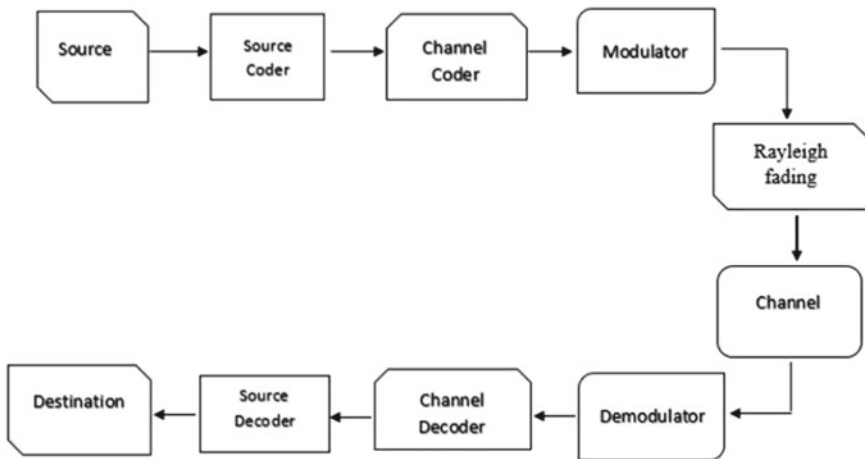 Source
Source
Coder
Channel
Coder
Modulator
Rayleigh
fading
Channel
Demodulator
Channel
Decoder
Source
Decoder
Destination